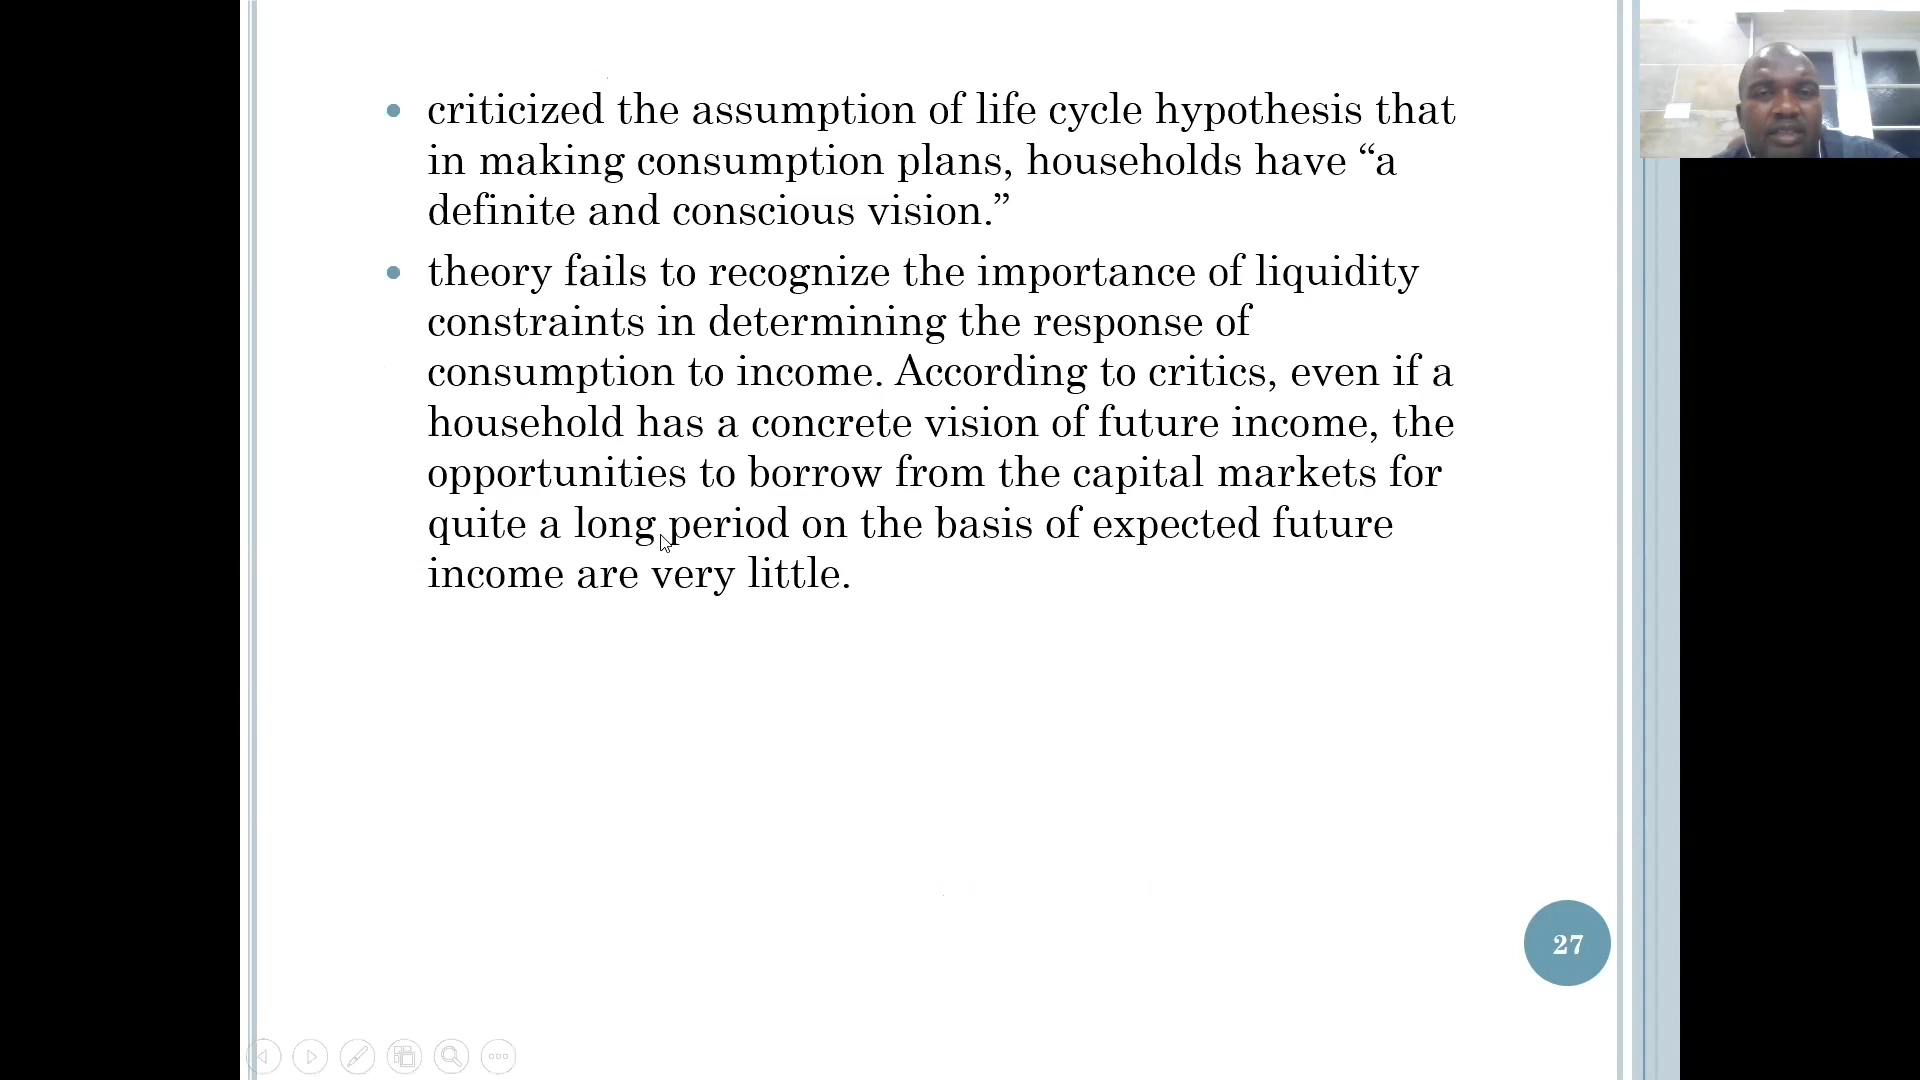 criticized the assumption of life cycle hypothesis that
in making consumption plans, households have “a
definite and conscious vision.”
theory fails to recognize the importance of liquidity
constraints in determining the response of
consumption to income. According to critics, even if a
household has a concrete vision of future income, the
opportunities to borrow from the capital markets for
quite a long period on the basis of expected future
income are very little.
27